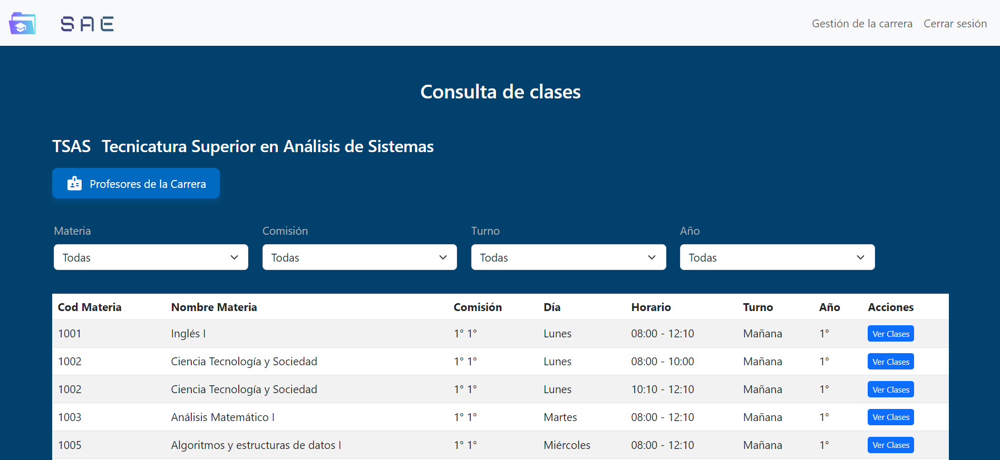 SAE Gestión de la carrera Cerrar sesión
Consulta de clases
TSAS Tecnicatura Superior en Análisis de Sistemas
Profesores de la Carrera
Materia Comisión Turno Año
Todas Todas Todas Todas
Cod Materia Nombre Materia Comisión Día Horario Turno Año Acciones
1001 Inglés I 1° 1° Lunes 08:00 - 12:10 Mañana 1° Ver Clases
1002 Ciencia Tecnología y Sociedad 1° 1° Lunes 08:00 - 10:00 Mañana 1° Ver Clases
1002 Ciencia Tecnología y Sociedad 1° 1° Lunes 10:10 - 12:10 Mañana 1° Ver Clases
1003 Análisis Matemático I 1° 1° Martes 08:00 - 12:10 Mañana 1° Ver Clases
1005 Algoritmos y estructuras de datos I 1° 1° Miércoles 08:00 - 12:10 Mañana 1° Ver Clases